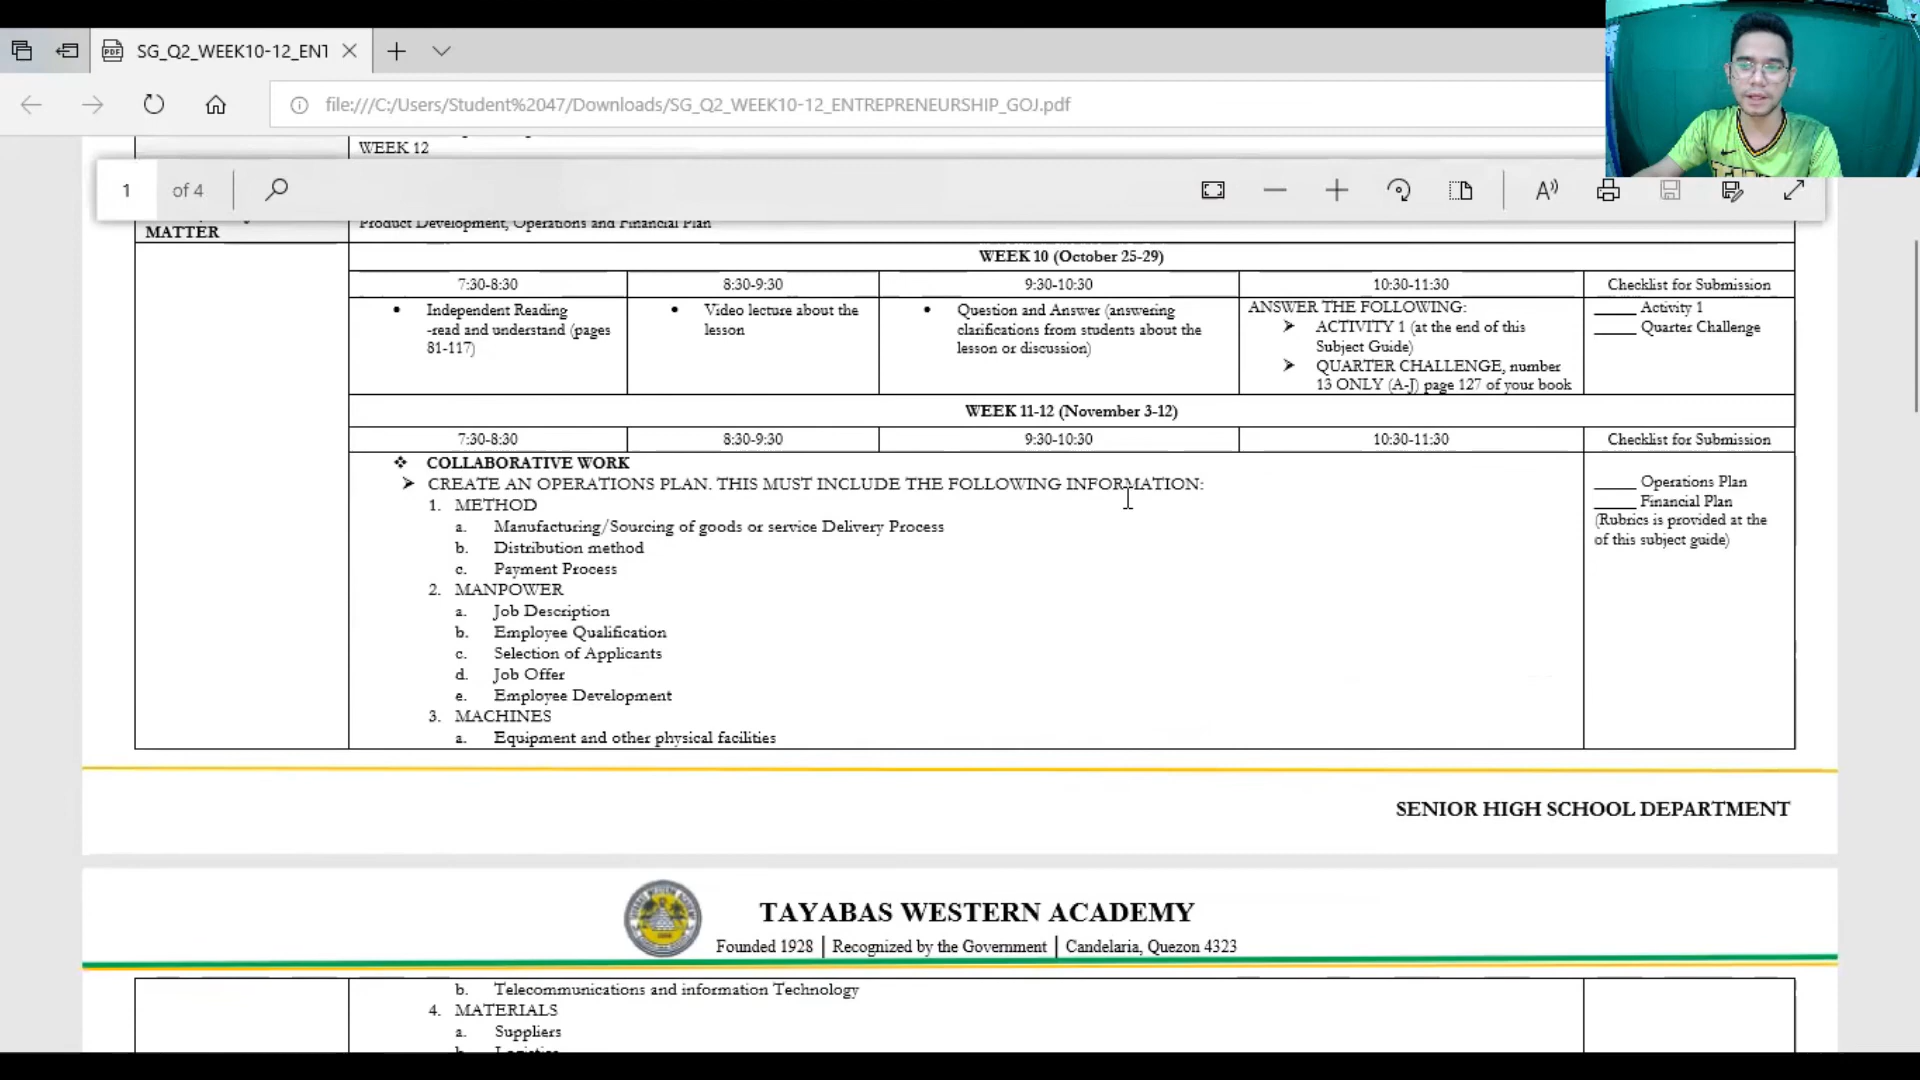 SG_Q2_WEEK10-12_ENT
file:///C:/Users/Student%2047/Downloads/SG_Q2_WEEK10-12_ENTREPRENEURSHIP_GOJ.pdf
WEEK 12
1 of 4
MATTER
Product Development, Operations and Financial Plan
WEEK 10 (October 25-29)
7:30-8:30
8:30-9:30
9:30-10:30
10:30-11:30
Checklist for Submission
• Independent Reading
-read and understand (pages
81-117)
• Video lecture about the
lesson
• Question and Answer (answering
clarifications from students about the
lesson or discussion)
ANSWER THE FOLLOWING:
➤ ACTIVITY 1 (at the end of this
Subject Guide)
➤ QUARTER CHALLENGE, number
13 ONLY (A-J) page 127 of your book
_____ Activity 1
_____ Quarter Challenge
WEEK 11-12 (November 3-12)
7:30-8:30
8:30-9:30
9:30-10:30
10:30-11:30
Checklist for Submission
❖ COLLABORATIVE WORK
➤ CREATE AN OPERATIONS PLAN. THIS MUST INCLUDE THE FOLLOWING INFORMATION:
1. METHOD
a. Manufacturing/Sourcing of goods or service Delivery Process
b. Distribution method
c. Payment Process
2. MANPOWER
a. Job Description
b. Employee Qualification
c. Selection of Applicants
d. Job Offer
e. Employee Development
3. MACHINES
a. Equipment and other physical facilities
_____ Operations Plan
_____ Financial Plan
(Rubrics is provided at the
of this subject guide)
SENIOR HIGH SCHOOL DEPARTMENT
TAYABAS WESTERN ACADEMY
Founded 1928 | Recognized by the Government | Candelaria, Quezon 4323
b. Telecommunications and information Technology
4. MATERIALS
a. Suppliers